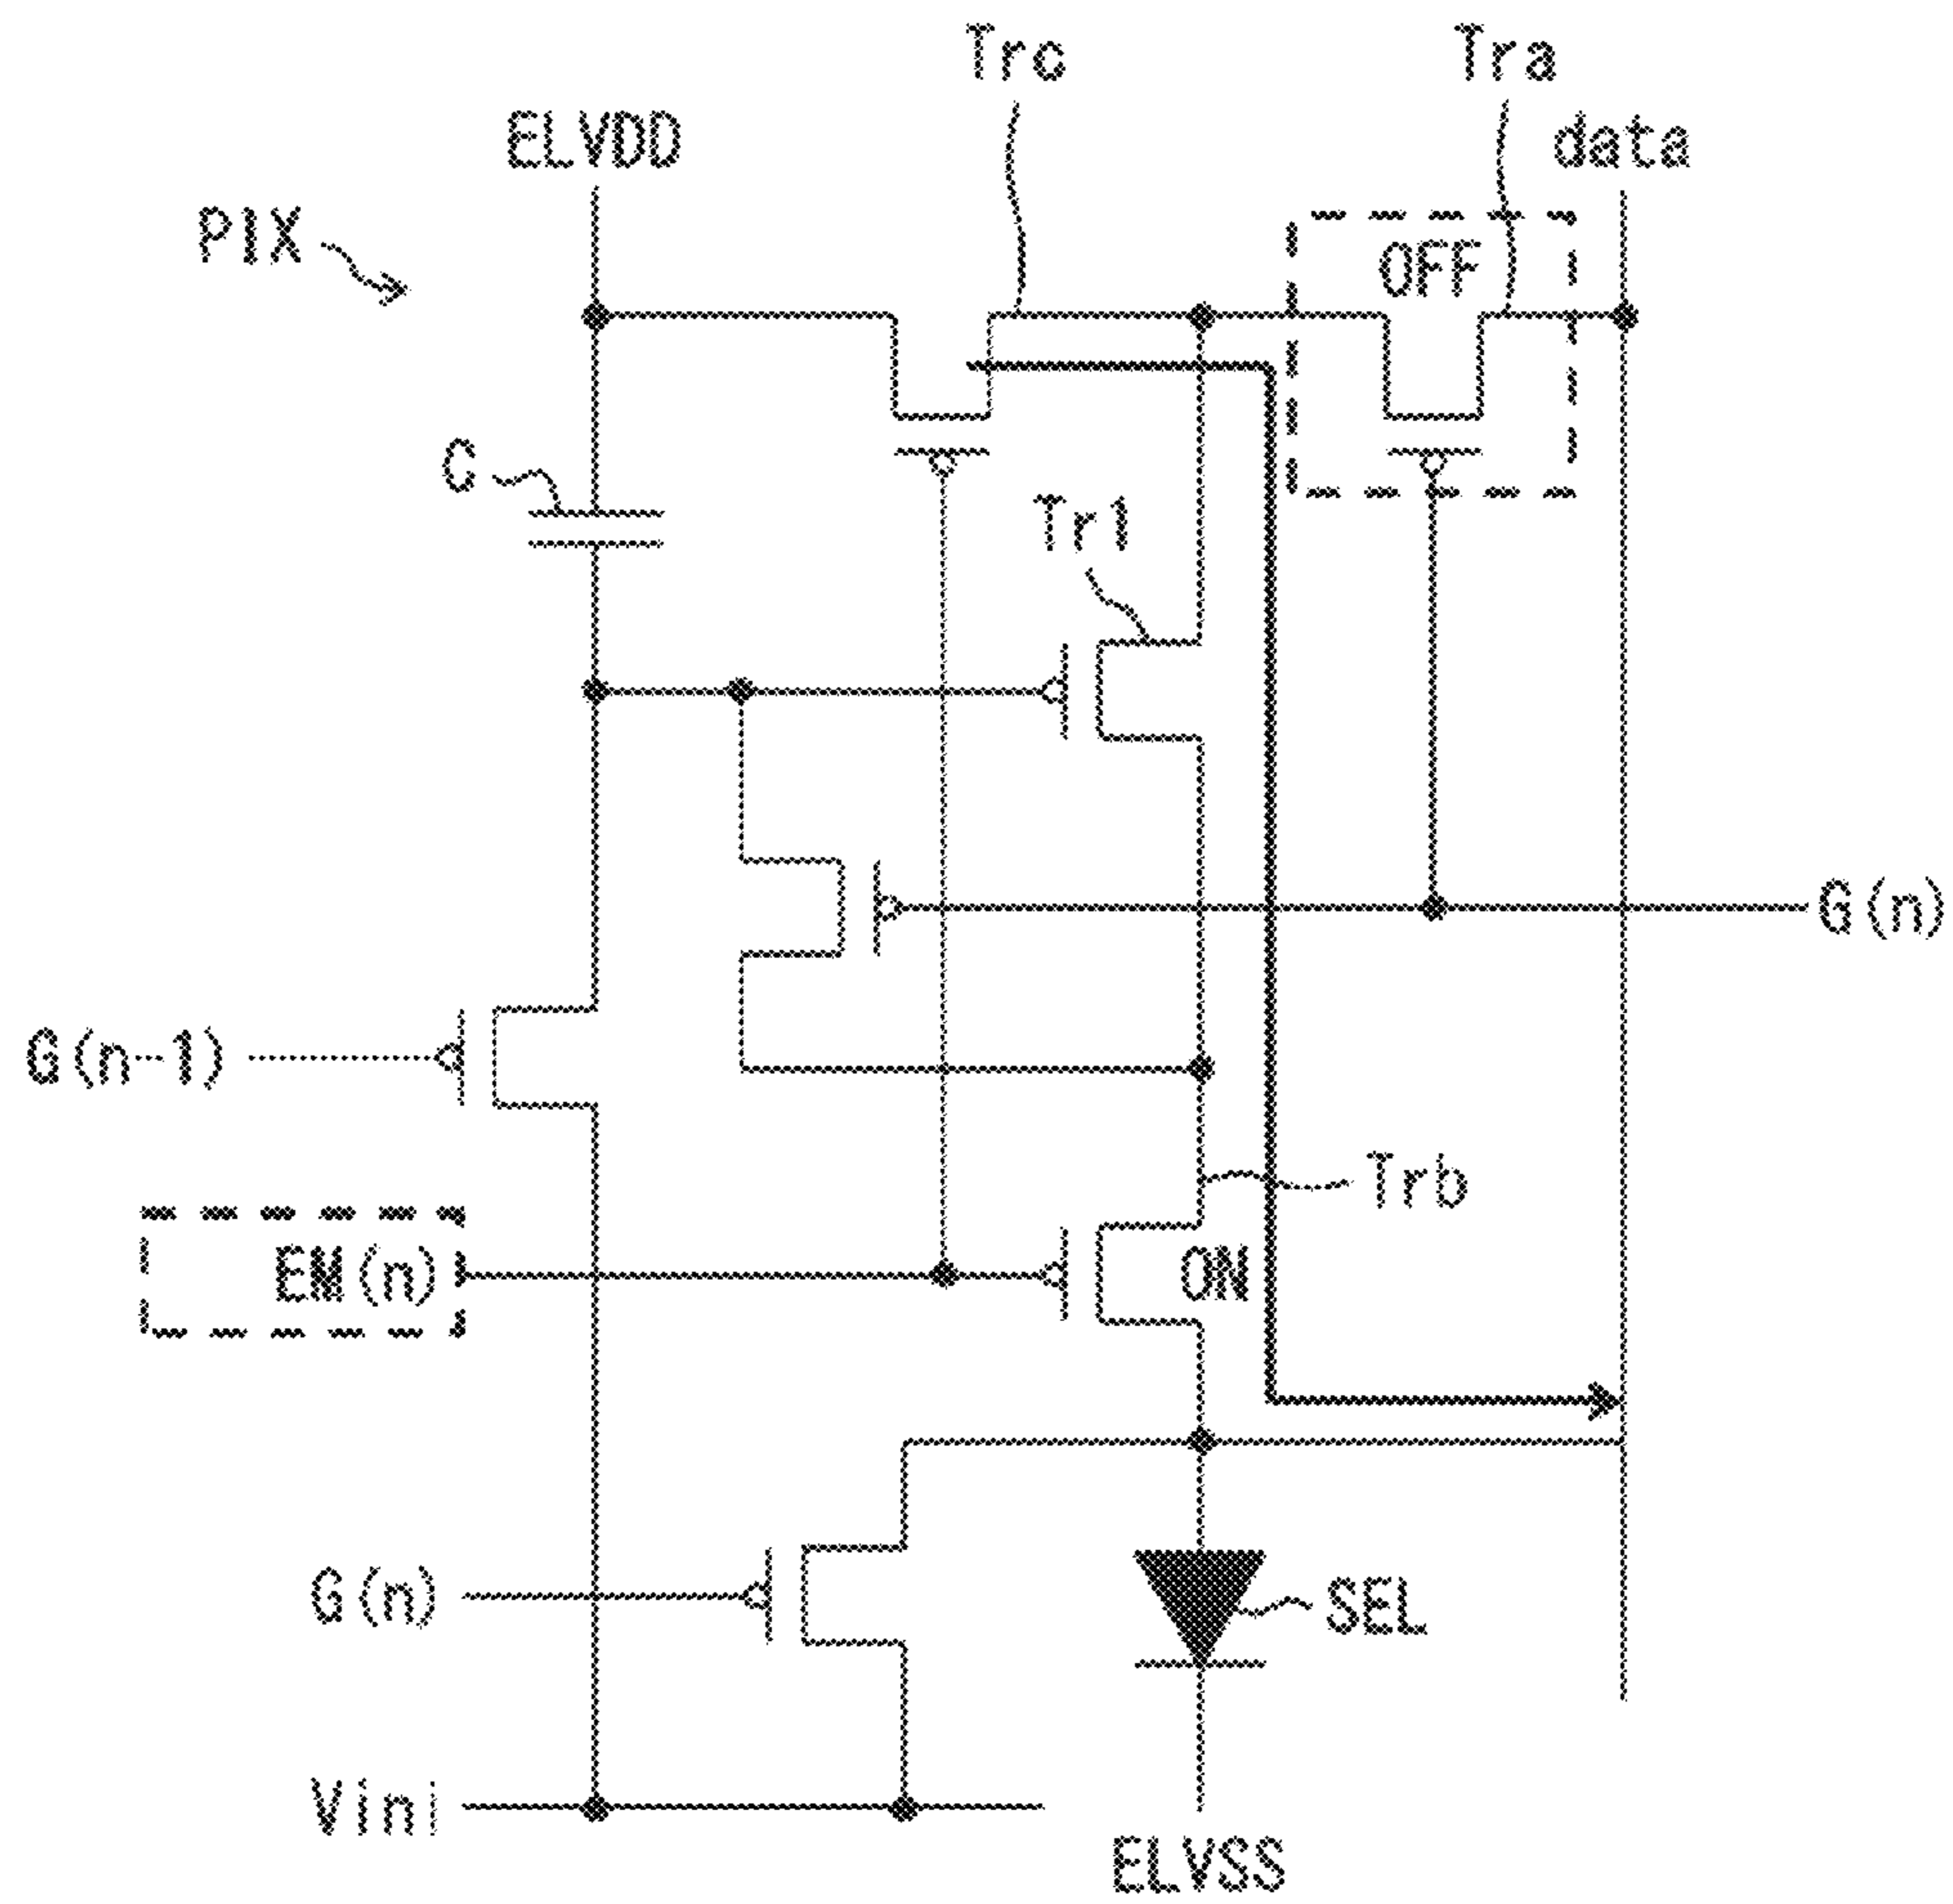 Trc
Tra
ELVDD
data
PIX
OFF
C
Tr1
G(n)
G(n-1)
Trb
EM(n)
ON
G(n)
SEL
Vini
ELVSS